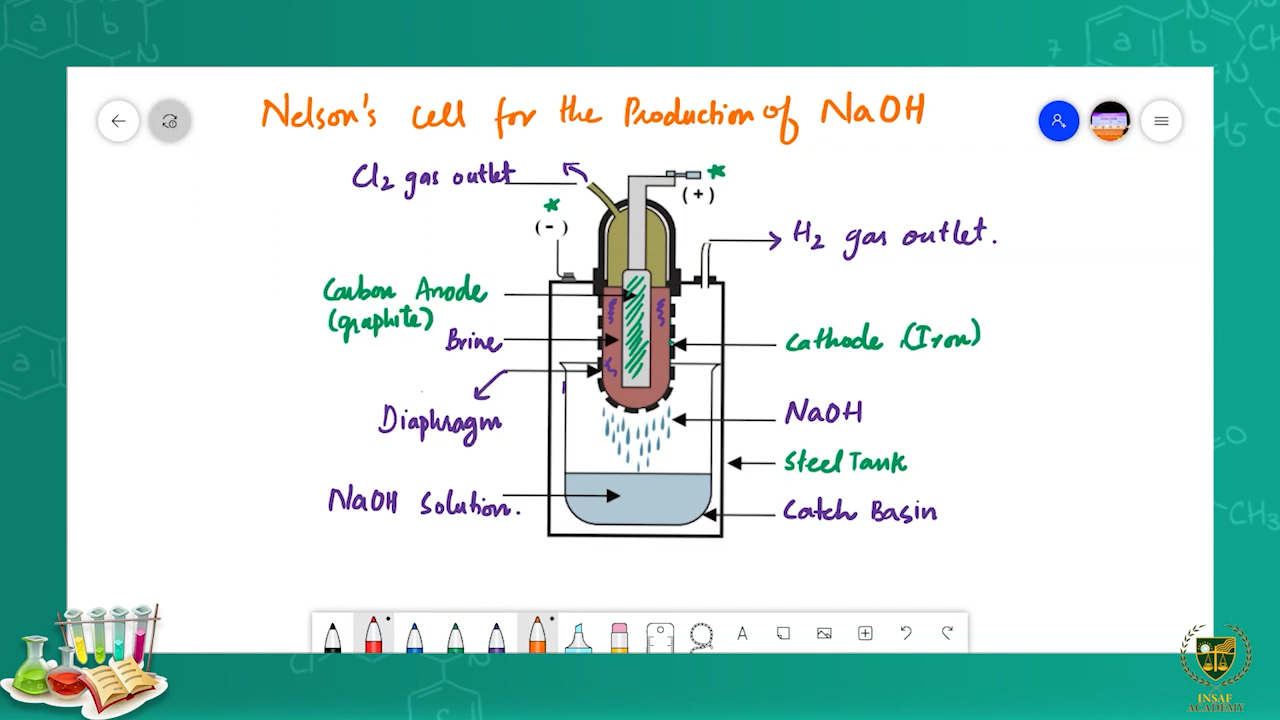 Nelson's Cell for the Production of NaOH
Cl₂ gas outlet
(+)
(-)
H₂ gas outlet.
Carbon Anode
(graphite)
Brine
Cathode (Iron)
Diaphragm
NaOH
Steel Tank
NaOH Solution.
Catch Basin
A
INSAF
ACADEMY
a
b
N
a
b
N
CH₃